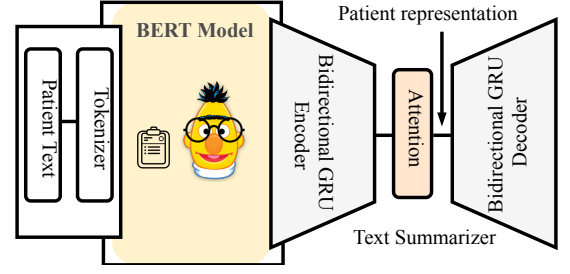 Patient representation
BERT Model
Patient Text
Tokenizer
Bidirectional GRU
Encoder
Attention
Bidirectional GRU
Decoder
Text Summarizer